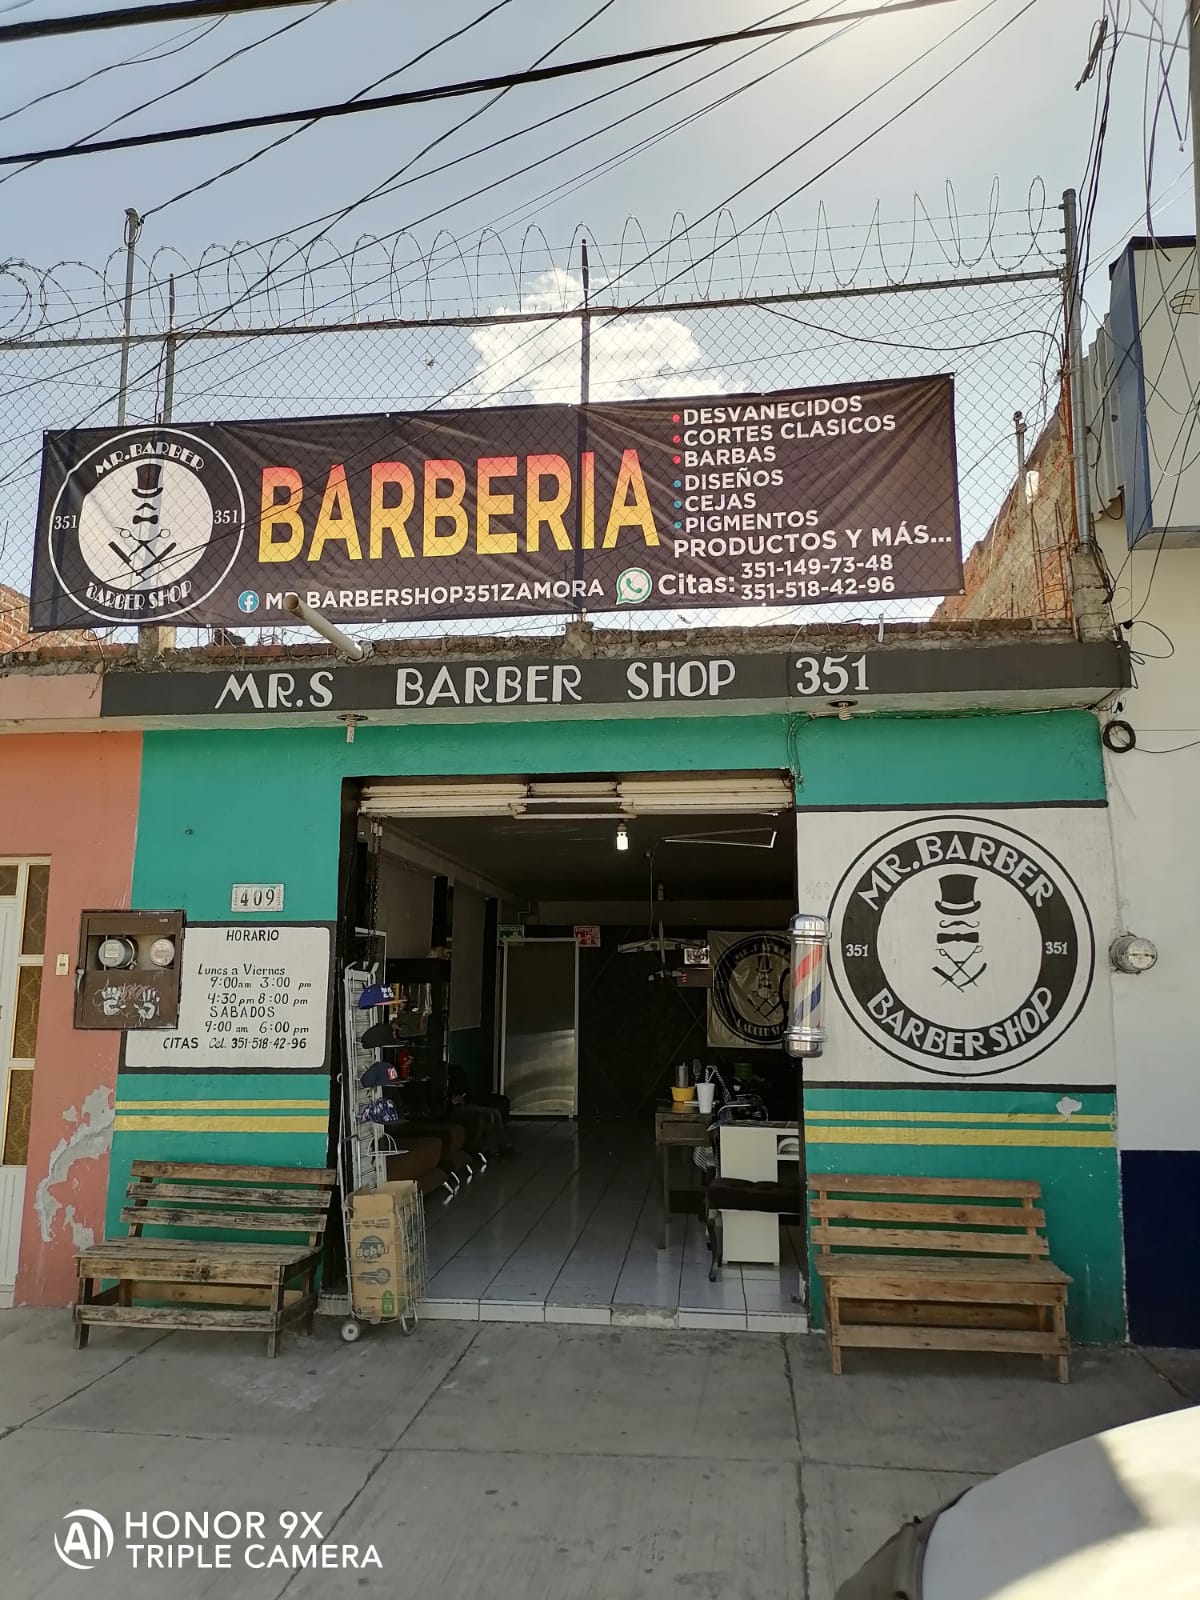 MR.BARBER
351 351
BARBER SHOP
BARBERIA
DESVANECIDOS
CORTES CLASICOS
BARBAS
DISEÑOS
CEJAS
PIGMENTOS
PRODUCTOS Y MÁS...
MR.BARBERSHOP351ZAMORA
Citas: 351-149-73-48
351-518-42-96
MR.S BARBER SHOP 351
409
HORARIO
Lunes a Viernes
9:00am 3:00 pm
4:30 pm 8:00 pm
SABADOS
9:00 am 6:00 pm
CITAS Cel. 351-518-42-96
MR.BARBER
351 351
BARBER SHOP
HONOR 9X
TRIPLE CAMERA
AI